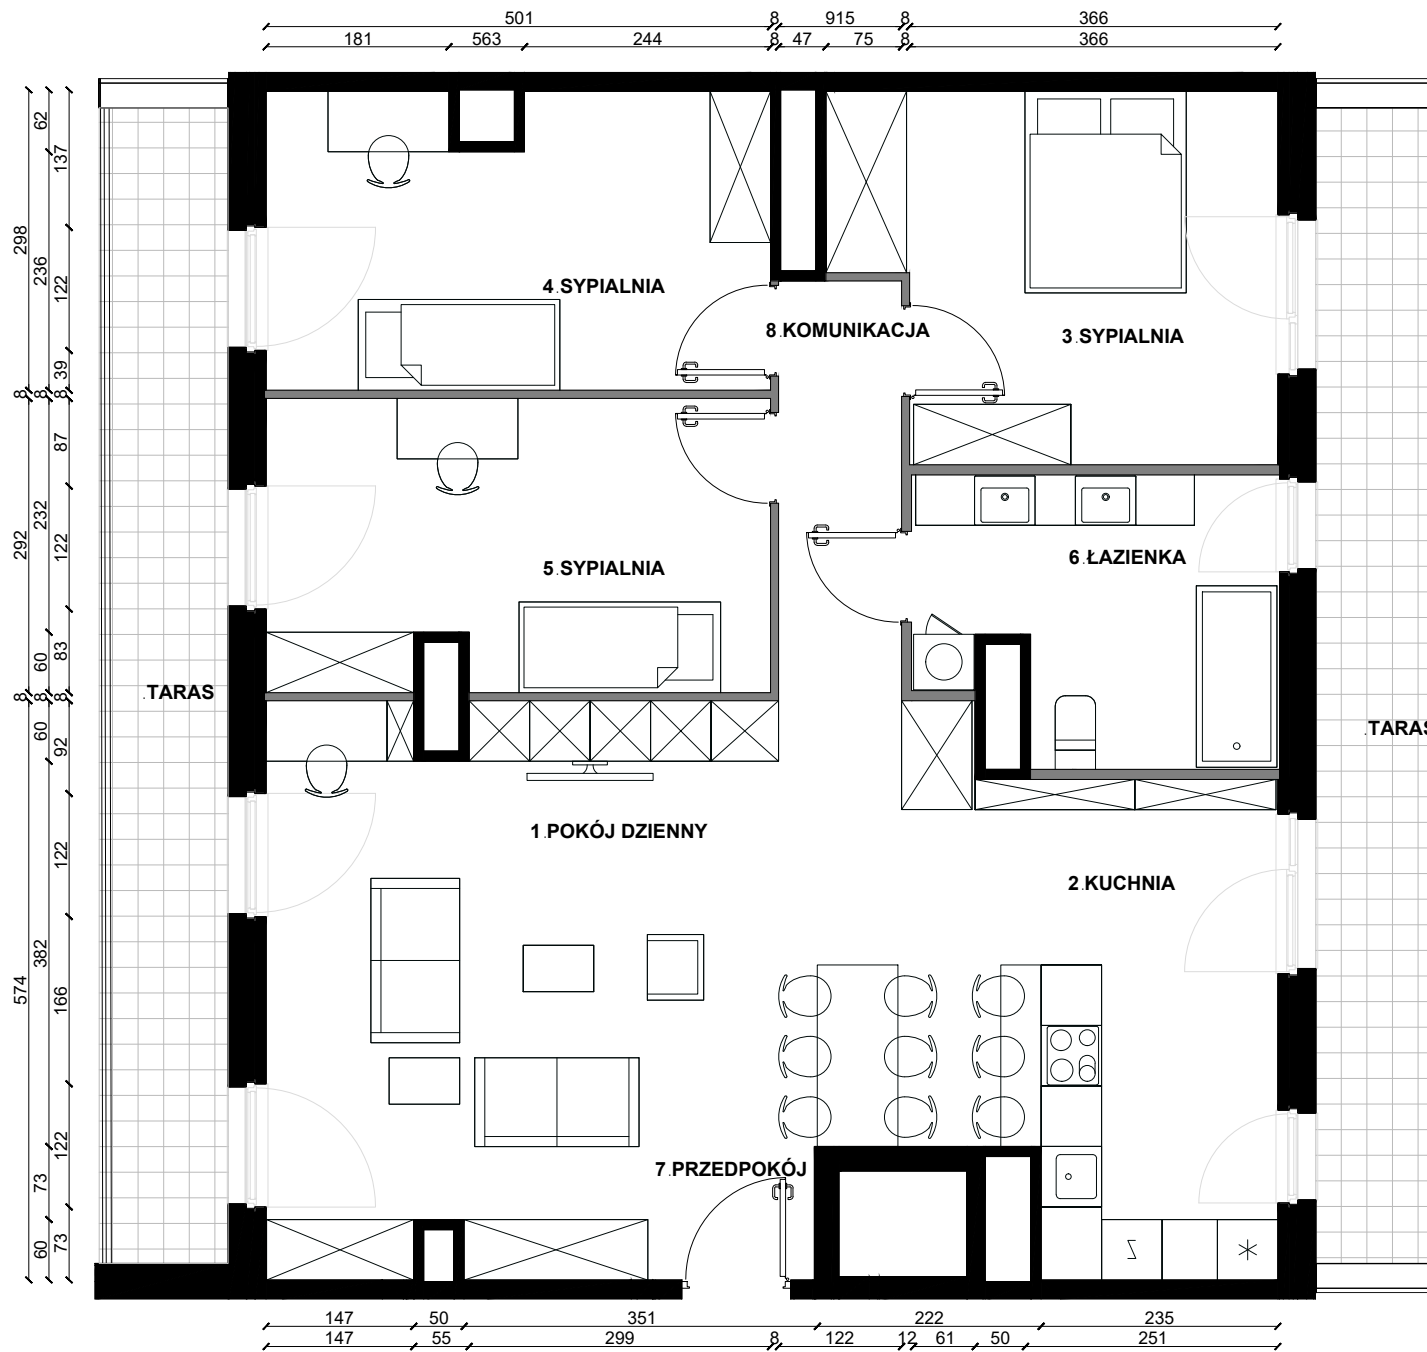 501 8 915 8 366
181 563 244 8 47 75 8 366
62
137
298
236
122
39
8 8 8
87
292
232
122
60
83
8 8 8
60
92
122
574
382
166
122
73
60
73
4.SYPIALNIA
8.KOMUNIKACJA
3.SYPIALNIA
5.SYPIALNIA
6.ŁAZIENKA
.TARAS
.TARAS
1.POKÓJ DZIENNY
2.KUCHNIA
7.PRZEDPOKÓJ
147 50 351 222 235
147 55 299 8 122 12 61 50 251